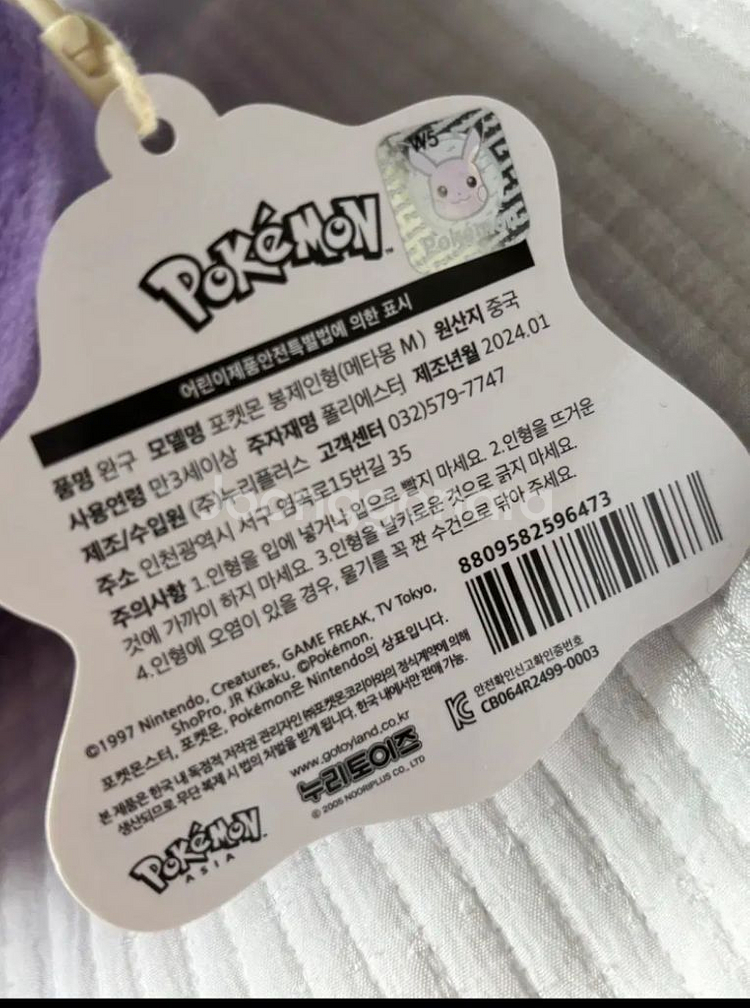 W5
Pokémon
POKéMON
어린이제품안전특별법에 의한 표시
품명 완구 모델명 포켓몬 봉제인형(메타몽 M) 원산지 중국
사용연령 만3세이상 주자재명 폴리에스터 제조년월 2024.01
제조/수입원 (주)누리플러스 고객센터 032)579-7747
주소 인천광역시 서구 염곡로15번길 35
주의사항 1.인형을 입에 넣거나 입으로 빨지 마세요. 2.인형을 뜨거운
것에 가까이 하지 마세요. 3.인형을 날카로운 것으로 긁지 마세요.
4.인형에 오염이 있을 경우, 물기를 꼭 짠 수건으로 닦아 주세요.
8809582596473
©1997 Nintendo, Creatures, GAME FREAK, TV Tokyo,
ShoPro, JR Kikaku, ©Pokémon.
포켓몬스터, 포켓몬, Pokémon은 Nintendo의 상표입니다.
본 제품은 한국 내 독점적 저작권 관리자인 ㈜포켓몬코리아와의 정식계약에 의해
생산되므로 무단 복제 시 법의 처벌을 받게 됩니다. 한국 내에서만 판매 가능.
안전확인신고확인증번호
CB064R2499-0003
www.gotoyland.co.kr
누리토이즈
© 2005 NOORIPLUS CO., LTD
POKéMON
ASIA